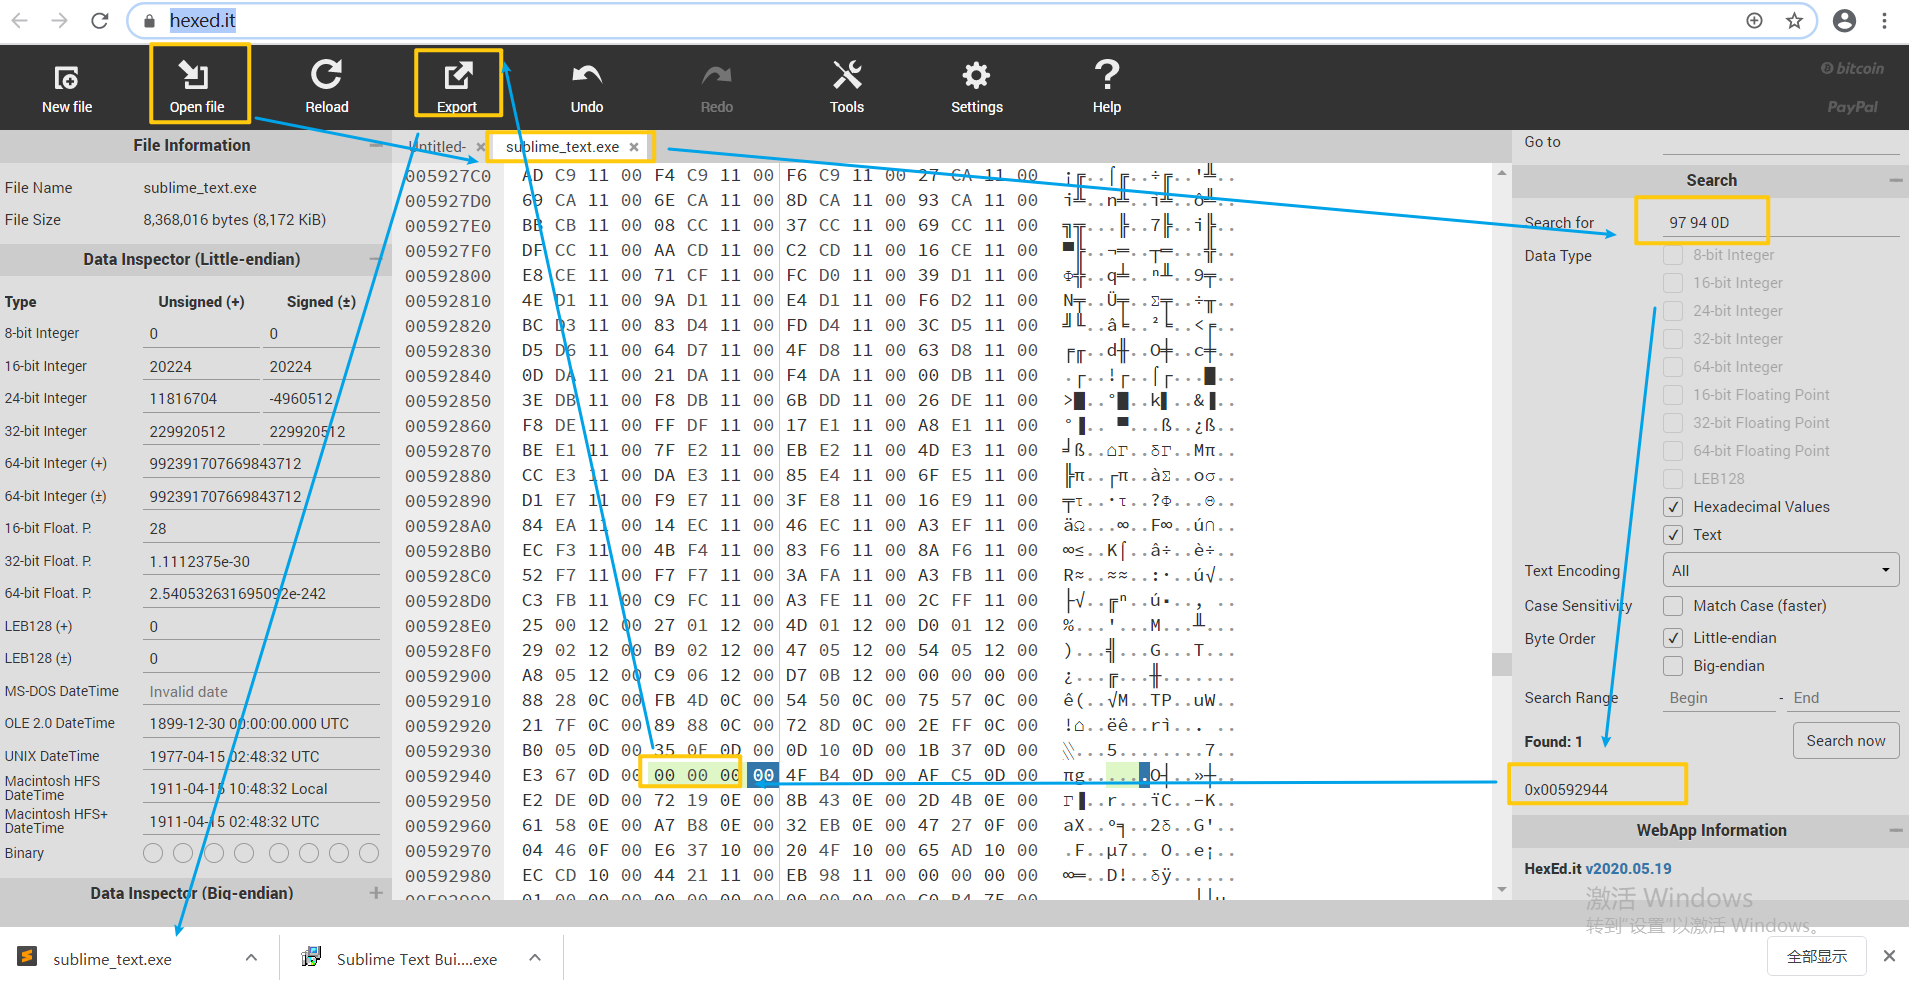 hexed.it
New file
Open file
Reload
Export
Undo
Redo
Tools
Settings
Help
bitcoin
PayPal
File Information
File Name sublime_text.exe
File Size 8,368,016 bytes (8,172 KiB)
Data Inspector (Little-endian)
Type Unsigned (+) Signed (±)
8-bit Integer 0 0
16-bit Integer 20224 20224
24-bit Integer 11816704 -4960512
32-bit Integer 229920512 229920512
64-bit Integer (+) 992391707669843712
64-bit Integer (±) 992391707669843712
16-bit Float. P. 28
32-bit Float. P. 1.1112375e-30
64-bit Float. P. 2.540532631695092e-242
LEB128 (+) 0
LEB128 (±) 0
MS-DOS DateTime Invalid date
OLE 2.0 DateTime 1899-12-30 00:00:00.000 UTC
UNIX DateTime 1977-04-15 02:48:32 UTC
Macintosh HFS
DateTime 1911-04-15 10:48:32 Local
Macintosh HFS+
DateTime 1911-04-15 02:48:32 UTC
Binary
Data Inspector (Big-endian)
Untitled- ×
sublime_text.exe ×
005927C0 AD C9 11 00 F4 C9 11 00 F6 C9 11 00 27 CA 11 00
005927D0 69 CA 11 00 6E CA 11 00 8D CA 11 00 93 CA 11 00
005927E0 BB CB 11 00 08 CC 11 00 37 CC 11 00 69 CC 11 00
005927F0 DF CC 11 00 AA CD 11 00 C2 CD 11 00 16 CE 11 00
00592800 E8 CE 11 00 71 CF 11 00 FC D0 11 00 39 D1 11 00
00592810 4E D1 11 00 9A D1 11 00 E4 D1 11 00 F6 D2 11 00
00592820 BC D3 11 00 83 D4 11 00 FD D4 11 00 3C D5 11 00
00592830 D5 D6 11 00 64 D7 11 00 4F D8 11 00 63 D8 11 00
00592840 0D DA 11 00 21 DA 11 00 F4 DA 11 00 00 DB 11 00
00592850 3E DB 11 00 F8 DB 11 00 6B DD 11 00 26 DE 11 00
00592860 F8 DE 11 00 FF DF 11 00 17 E1 11 00 A8 E1 11 00
00592870 BE E1 11 00 7F E2 11 00 EB E2 11 00 4D E3 11 00
00592880 CC E3 11 00 DA E3 11 00 85 E4 11 00 6F E5 11 00
00592890 D1 E7 11 00 F9 E7 11 00 3F E8 11 00 16 E9 11 00
005928A0 84 EA 11 00 14 EC 11 00 46 EC 11 00 A3 EF 11 00
005928B0 EC F3 11 00 4B F4 11 00 83 F6 11 00 8A F6 11 00
005928C0 52 F7 11 00 F7 F7 11 00 3A FA 11 00 A3 FB 11 00
005928D0 C3 FB 11 00 C9 FC 11 00 A3 FE 11 00 2C FF 11 00
005928E0 25 00 12 00 27 01 12 00 4D 01 12 00 D0 01 12 00
005928F0 29 02 12 00 B9 02 12 00 47 05 12 00 54 05 12 00
00592900 A8 05 12 00 C9 06 12 00 D7 0B 12 00 00 00 00 00
00592910 88 28 0C 00 FB 4D 0C 00 54 50 0C 00 75 57 0C 00
00592920 21 7F 0C 00 89 88 0C 00 72 8D 0C 00 2E FF 0C 00
00592930 B0 05 0D 00 35 0F 0D 00 0D 10 0D 00 1B 37 0D 00
00592940 E3 67 0D 00 00 00 00 00 4F B4 0D 00 AF C5 0D 00
00592950 E2 DE 0D 00 72 19 0E 00 8B 43 0E 00 2D 4B 0E 00
00592960 61 58 0E 00 A7 B8 0E 00 32 EB 0E 00 47 27 0F 00
00592970 04 46 0F 00 E6 37 10 00 20 4F 10 00 65 AD 10 00
00592980 EC CD 10 00 44 21 11 00 EB 98 11 00 00 00 00 00
Go to
Search
Search for 97 94 0D
Data Type 8-bit Integer
16-bit Integer
24-bit Integer
32-bit Integer
64-bit Integer
16-bit Floating Point
32-bit Floating Point
64-bit Floating Point
LEB128
Hexadecimal Values
Text
Text Encoding All
Case Sensitivity Match Case (faster)
Byte Order Little-endian
Big-endian
Search Range Begin - End
Found: 1 Search now
0x00592944
WebApp Information
HexEd.it v2020.05.19
激活 Windows
转到"设置"以激活 Windows。
sublime_text.exe
Sublime Text Bui....exe
全部显示